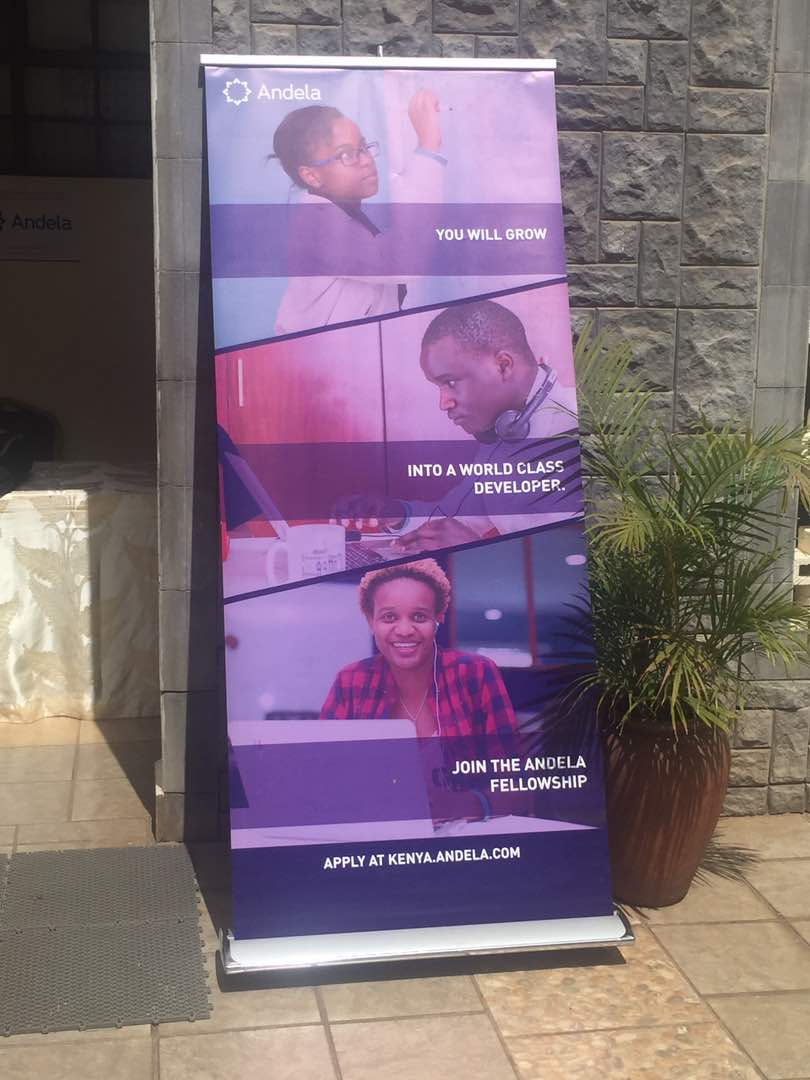 Andela
YOU WILL GROW
Andela
INTO A WORLD CLASS
DEVELOPER.
JOIN THE ANDELA
FELLOWSHIP
APPLY AT KENYA.ANDELA.COM